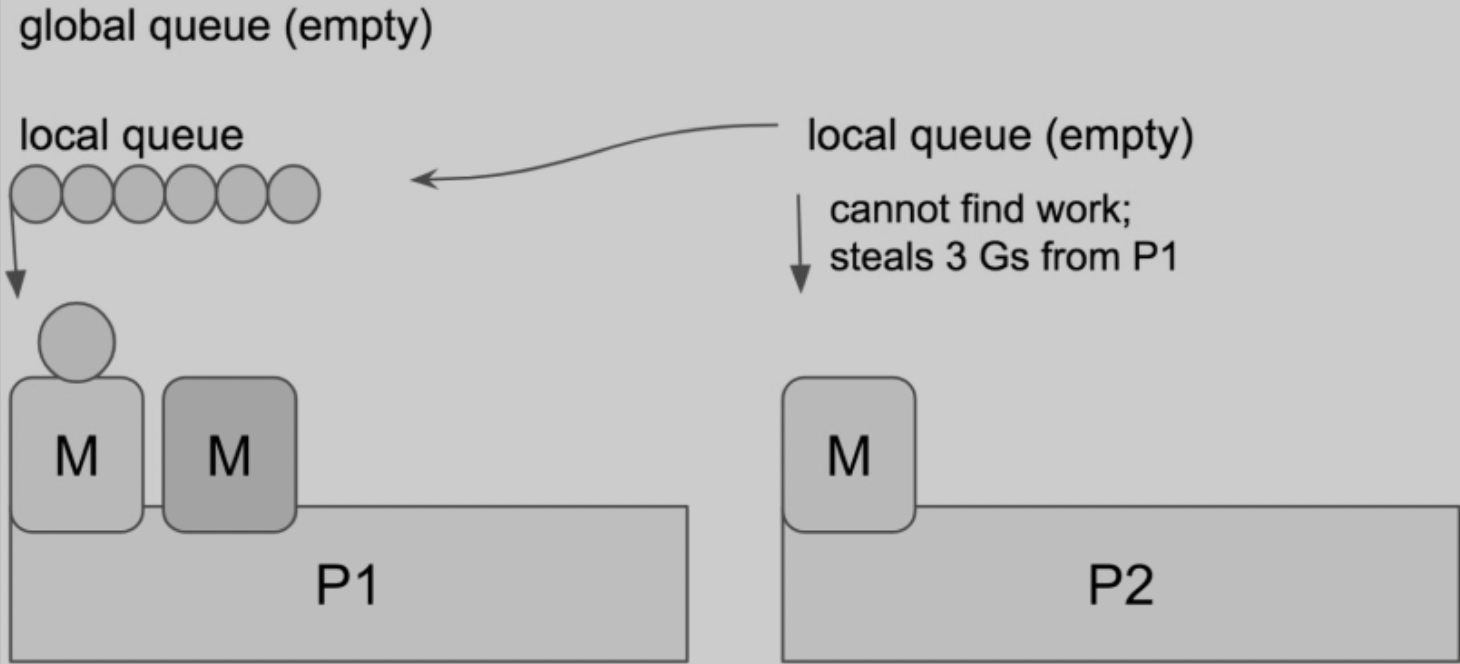 global queue (empty)
local queue
local queue (empty)
cannot find work;
steals 3 Gs from P1
M
M
M
P1
P2